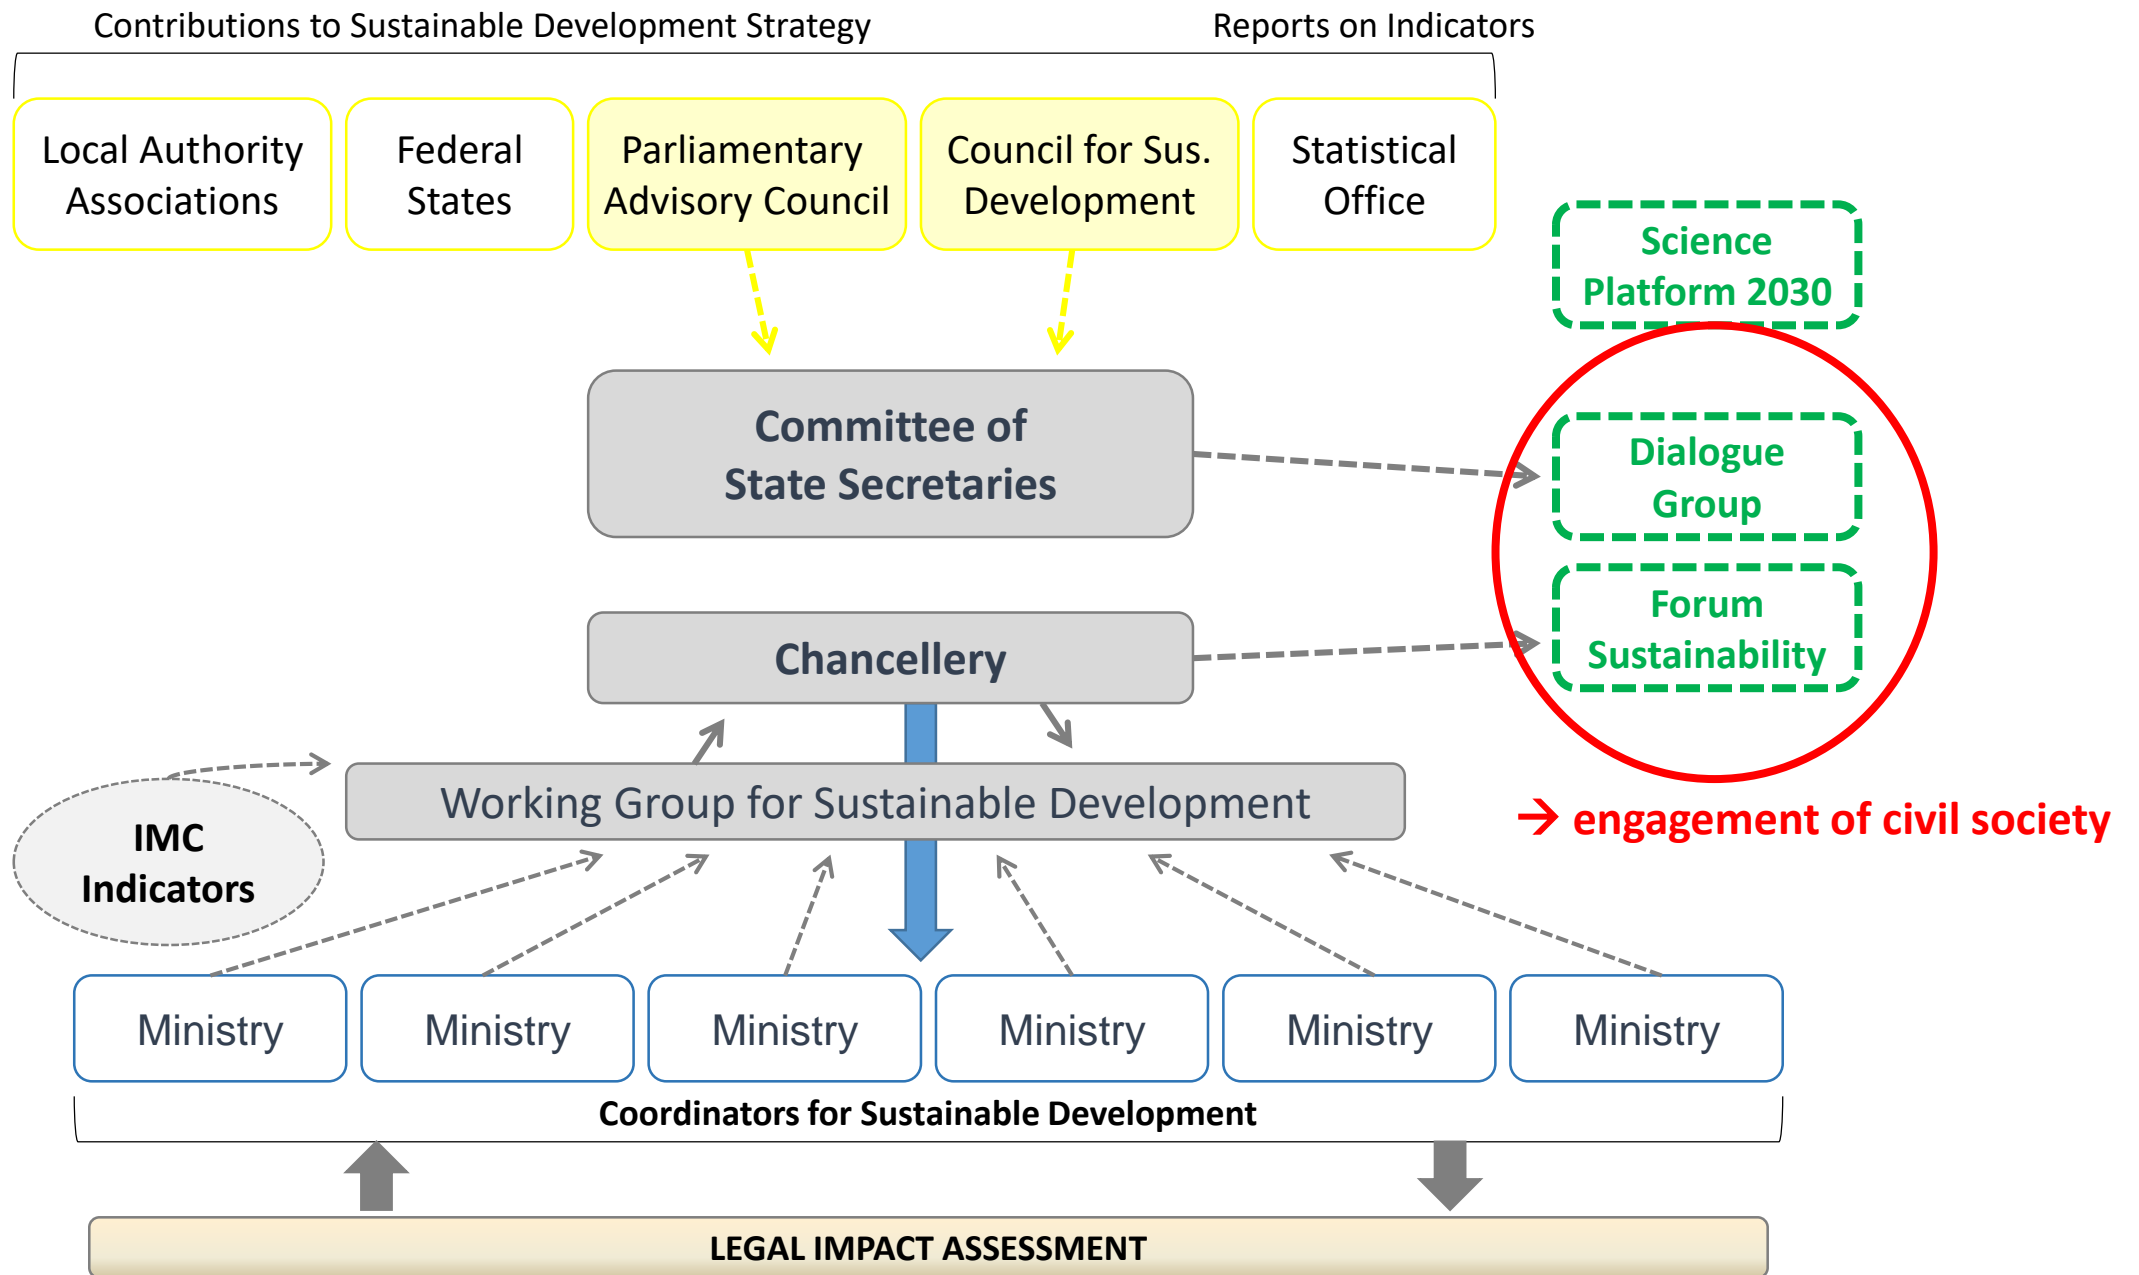 Contributions to Sustainable Development Strategy
Reports on Indicators
Local Authority
Associations
Federal
States
Parliamentary
Advisory Council
Council for Sus.
Development
Statistical
Office
Science
Platform 2030
Committee of
State Secretaries
Dialogue
Group
Forum
Sustainability
Chancellery
Working Group for Sustainable Development
→ engagement of civil society
IMC
Indicators
Ministry
Ministry
Ministry
Ministry
Ministry
Ministry
Coordinators for Sustainable Development
LEGAL IMPACT ASSESSMENT